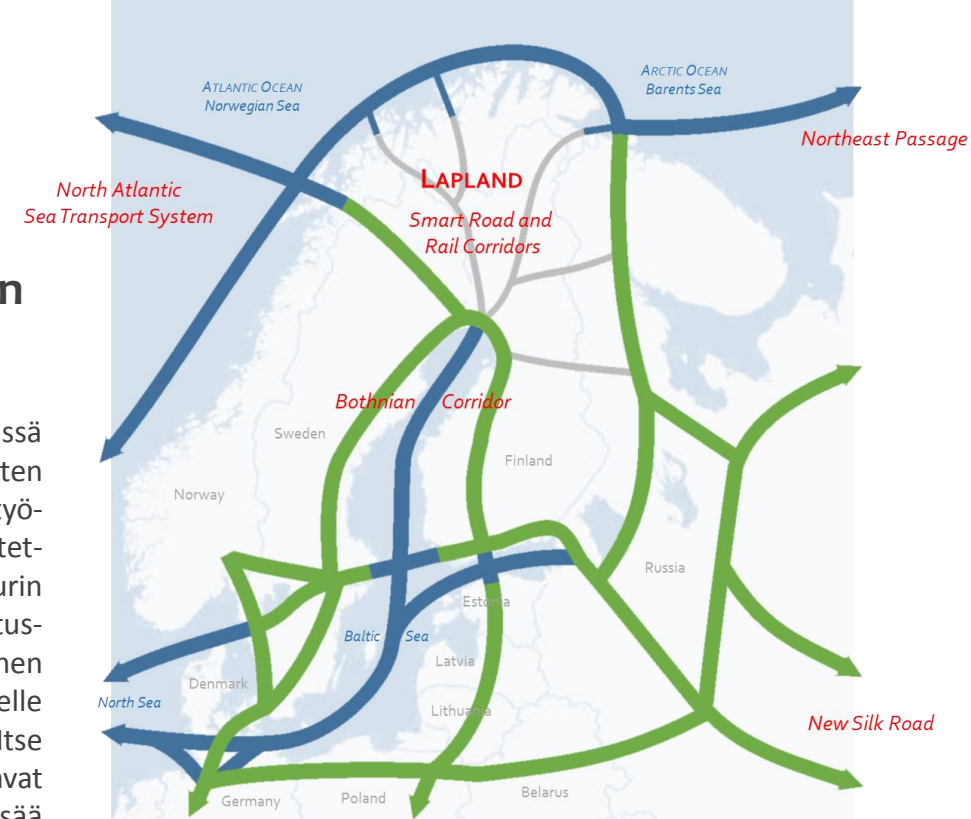 n
ssä
ten
työ-
tet-
urin
tus-
nen
elle
ltse
avat
sää
ATLANTIC OCEAN
Norwegian Sea
ARCTIC OCEAN
Barents Sea
Northeast Passage
North Atlantic
Sea Transport System
LAPLAND
Smart Road and
Rail Corridors
Bothnian Corridor
Sweden
Finland
Norway
Russia
Estonia
Baltic Sea
Latvia
Denmark
North Sea
Lithuania
New Silk Road
Germany
Poland
Belarus